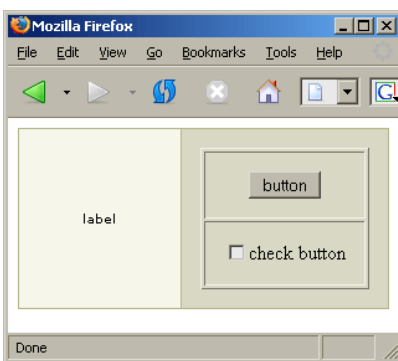 Mozilla Firefox
File Edit View Go Bookmarks Tools Help
G
label
button
check button
Done